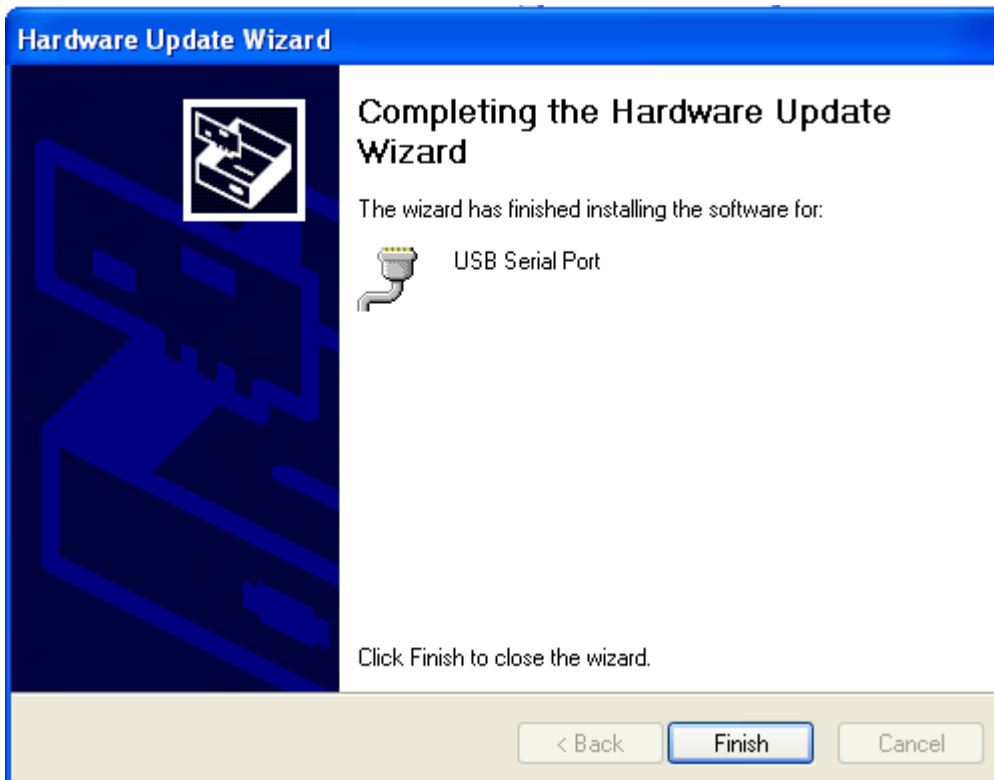 Hardware Update Wizard
Completing the Hardware Update
Wizard
The wizard has finished installing the software for:
USB Serial Port
Click Finish to close the wizard.
< Back
Finish
Cancel